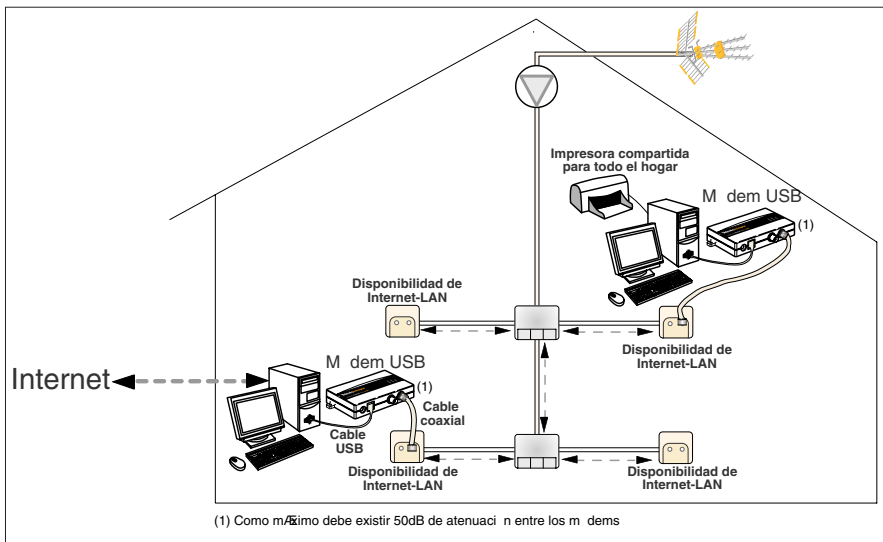 Impresora compartida
para todo el hogar
M dem USB
(1)
Disponibilidad de
Internet-LAN
Disponibilidad de
Internet-LAN
M dem USB
(1)
Internet
Cable
coaxial
Cable
USB
Disponibilidad de
Internet-LAN
Disponibilidad de
Internet-LAN
(1) Como mÆximo debe existir 50dB de atenuaci n entre los m dems